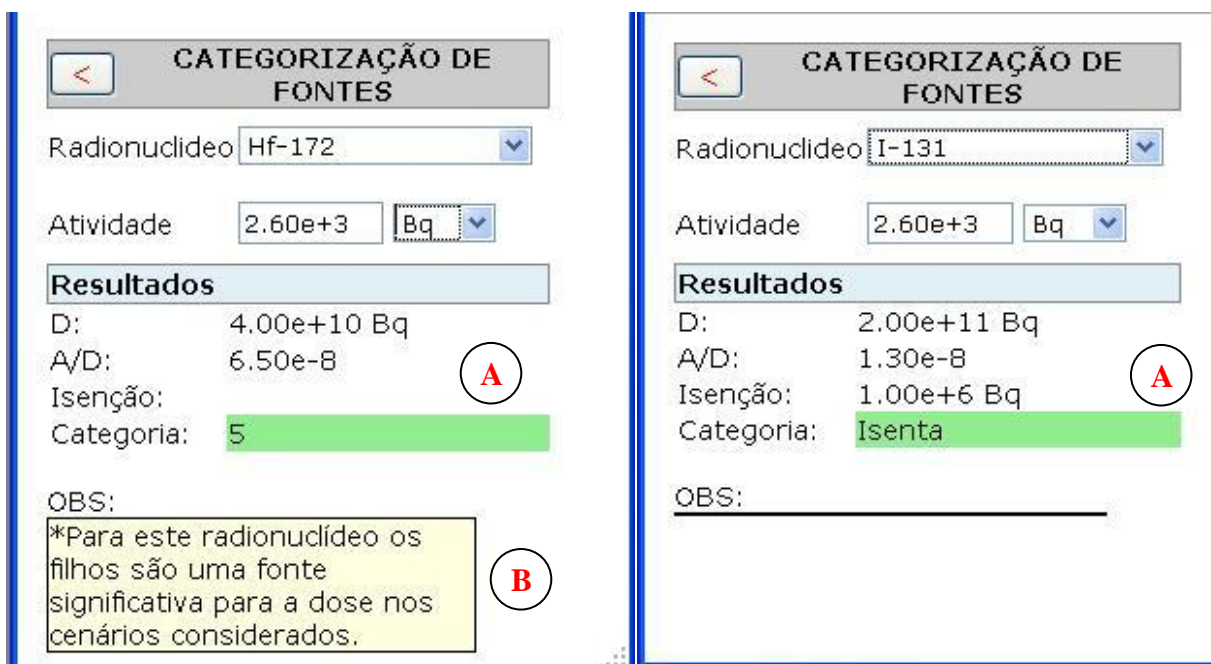 <
CATEGORIZAÇÃO DE
FONTES
Radionuclideo Hf-172
Atividade 2.60e+3 Bq
Resultados
D: 4.00e+10 Bq
A/D: 6.50e-8
Isenção:
Categoria: 5
A
OBS:
*Para este radionuclídeo os
filhos são uma fonte
significativa para a dose nos
cenários considerados.
B
<
CATEGORIZAÇÃO DE
FONTES
Radionuclideo I-131
Atividade 2.60e+3 Bq
Resultados
D: 2.00e+11 Bq
A/D: 1.30e-8
Isenção: 1.00e+6 Bq
Categoria: Isenta
A
OBS: